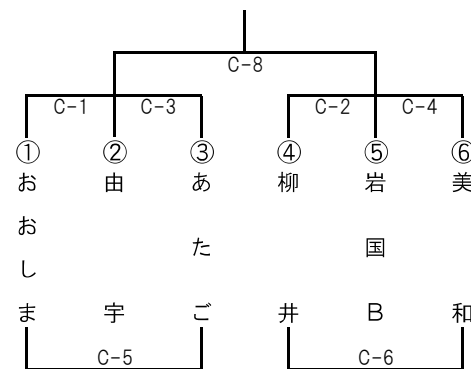 C-8
C-1 C-3 C-2 C-4
① ② ③ ④ ⑤ ⑥
おおしま
由宇
あたご
柳井
岩国B
美和
C-5 C-6